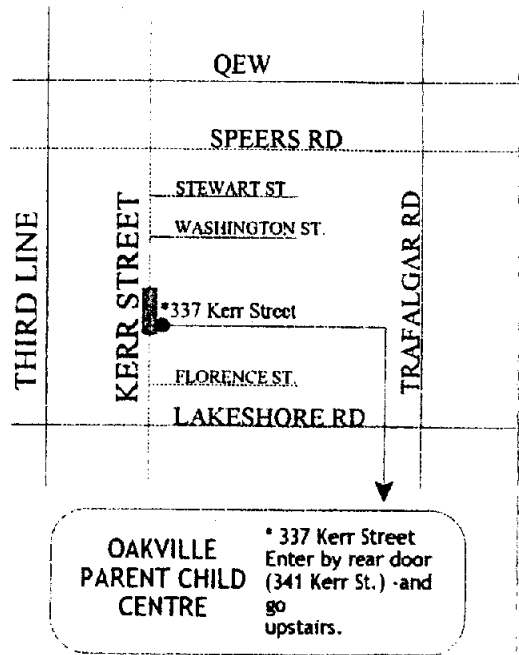 QEW
SPEERS RD
STEWART ST
WASHINGTON ST.
THIRD LINE
KERR STREET
TRAFALGAR RD
*337 Kerr Street
FLORENCE ST.
LAKESHORE RD
OAKVILLE
PARENT CHILD
CENTRE
* 337 Kerr Street
Enter by rear door
(341 Kerr St.) -and
go
upstairs.